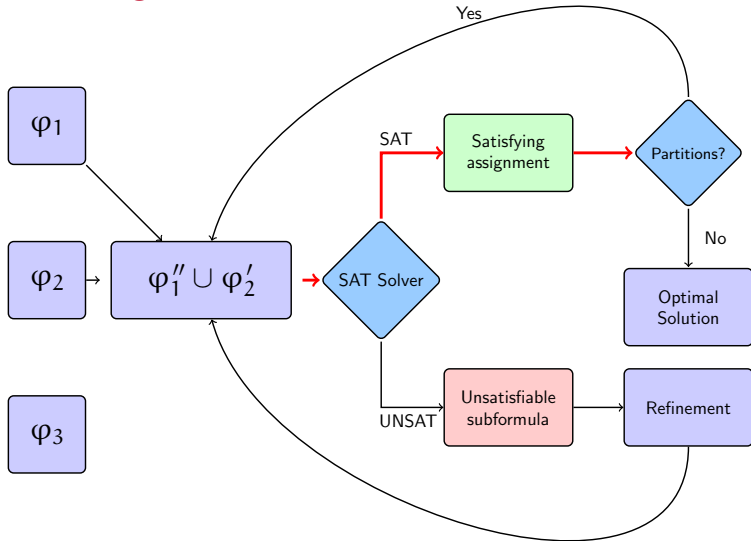 Yes
φ1
SAT
Satisfying
assignment
Partitions?
No
φ2
φ1′′ ∪ φ2′
SAT Solver
Optimal
Solution
φ3
UNSAT
Unsatisfiable
subformula
Refinement